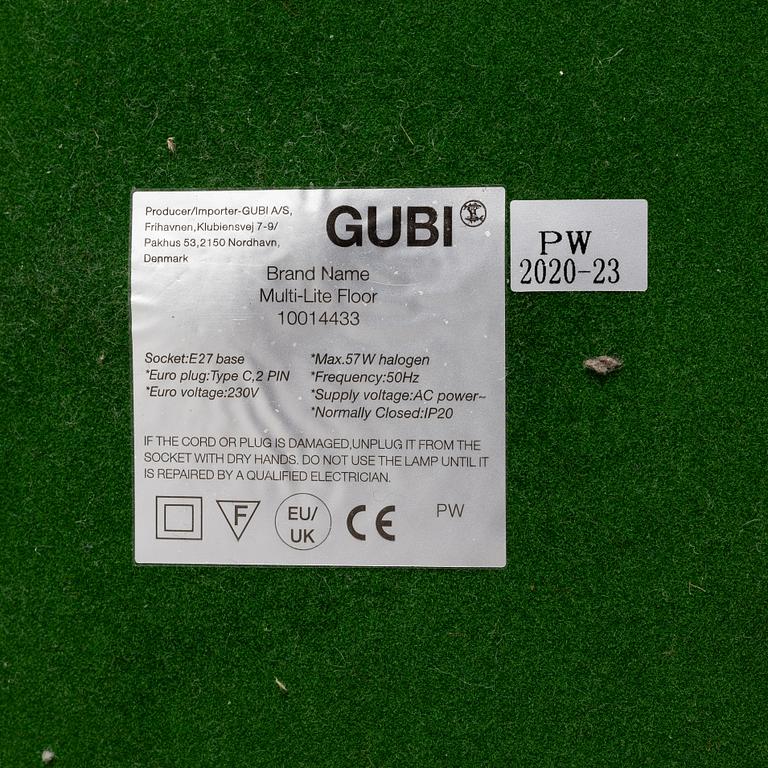 Producer/Importer-GUBI A/S,
Frihavnen,Klubiensvej 7-9/
Pakhus 53,2150 Nordhavn,
Denmark
GUBI
Brand Name
Multi-Lite Floor
10014433
Socket:E27 base
*Euro plug:Type C,2 PIN
*Euro voltage:230V
*Max.57W halogen
*Frequency:50Hz
*Supply voltage:AC power~
*Normally Closed:IP20
IF THE CORD OR PLUG IS DAMAGED,UNPLUG IT FROM THE
SOCKET WITH DRY HANDS. DO NOT USE THE LAMP UNTIL IT
IS REPAIRED BY A QUALIFIED ELECTRICIAN.
F
EU/
UK
CE
PW
PW
2020-23